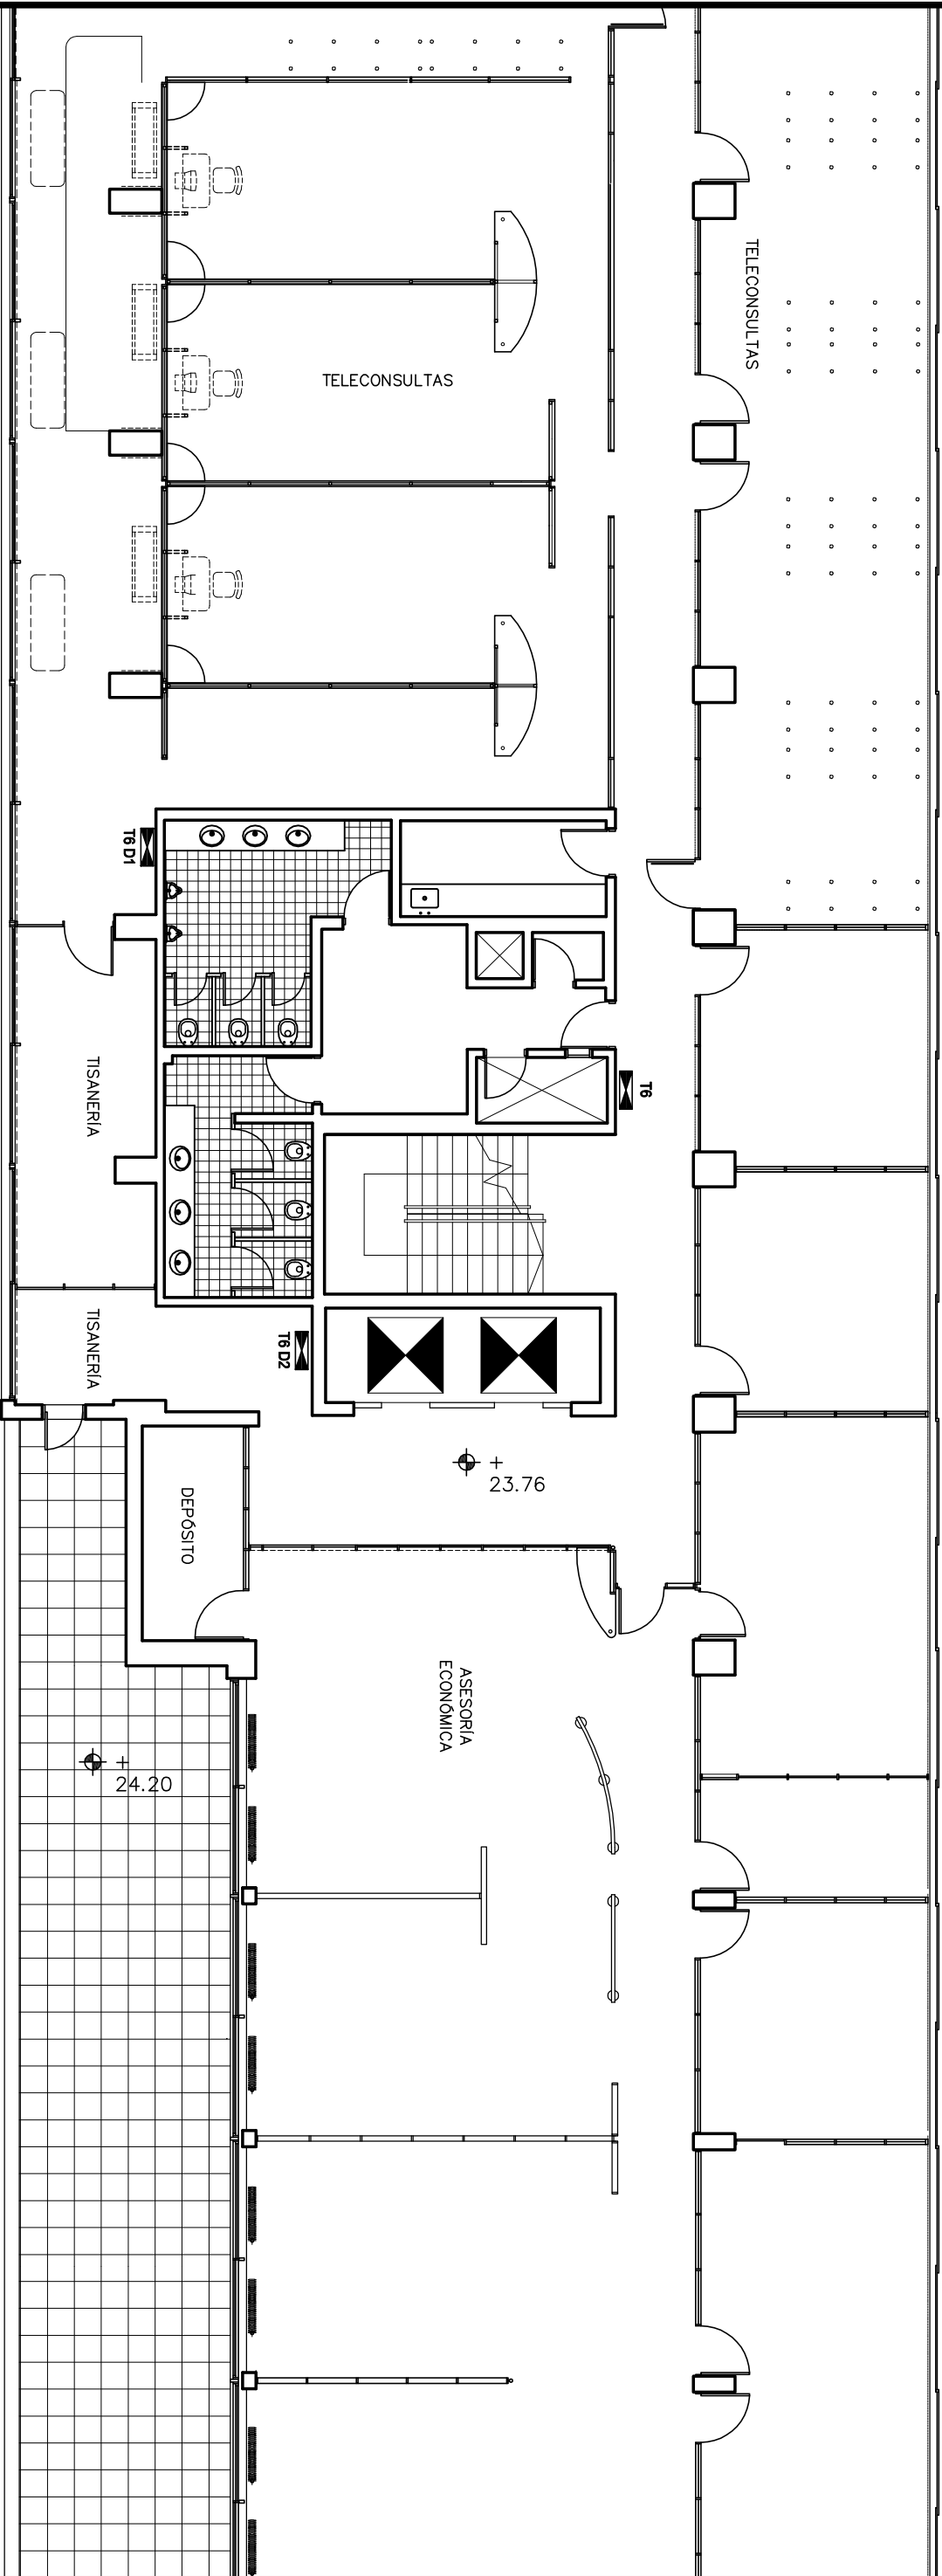 TELECONSULTAS
TELECONSULTAS
T6 D1
T6
TISANERÍA
TISANERÍA
T6 D2
+
23.76
DEPÓSITO
ASESORÍA
ECONÓMICA
+
24.20